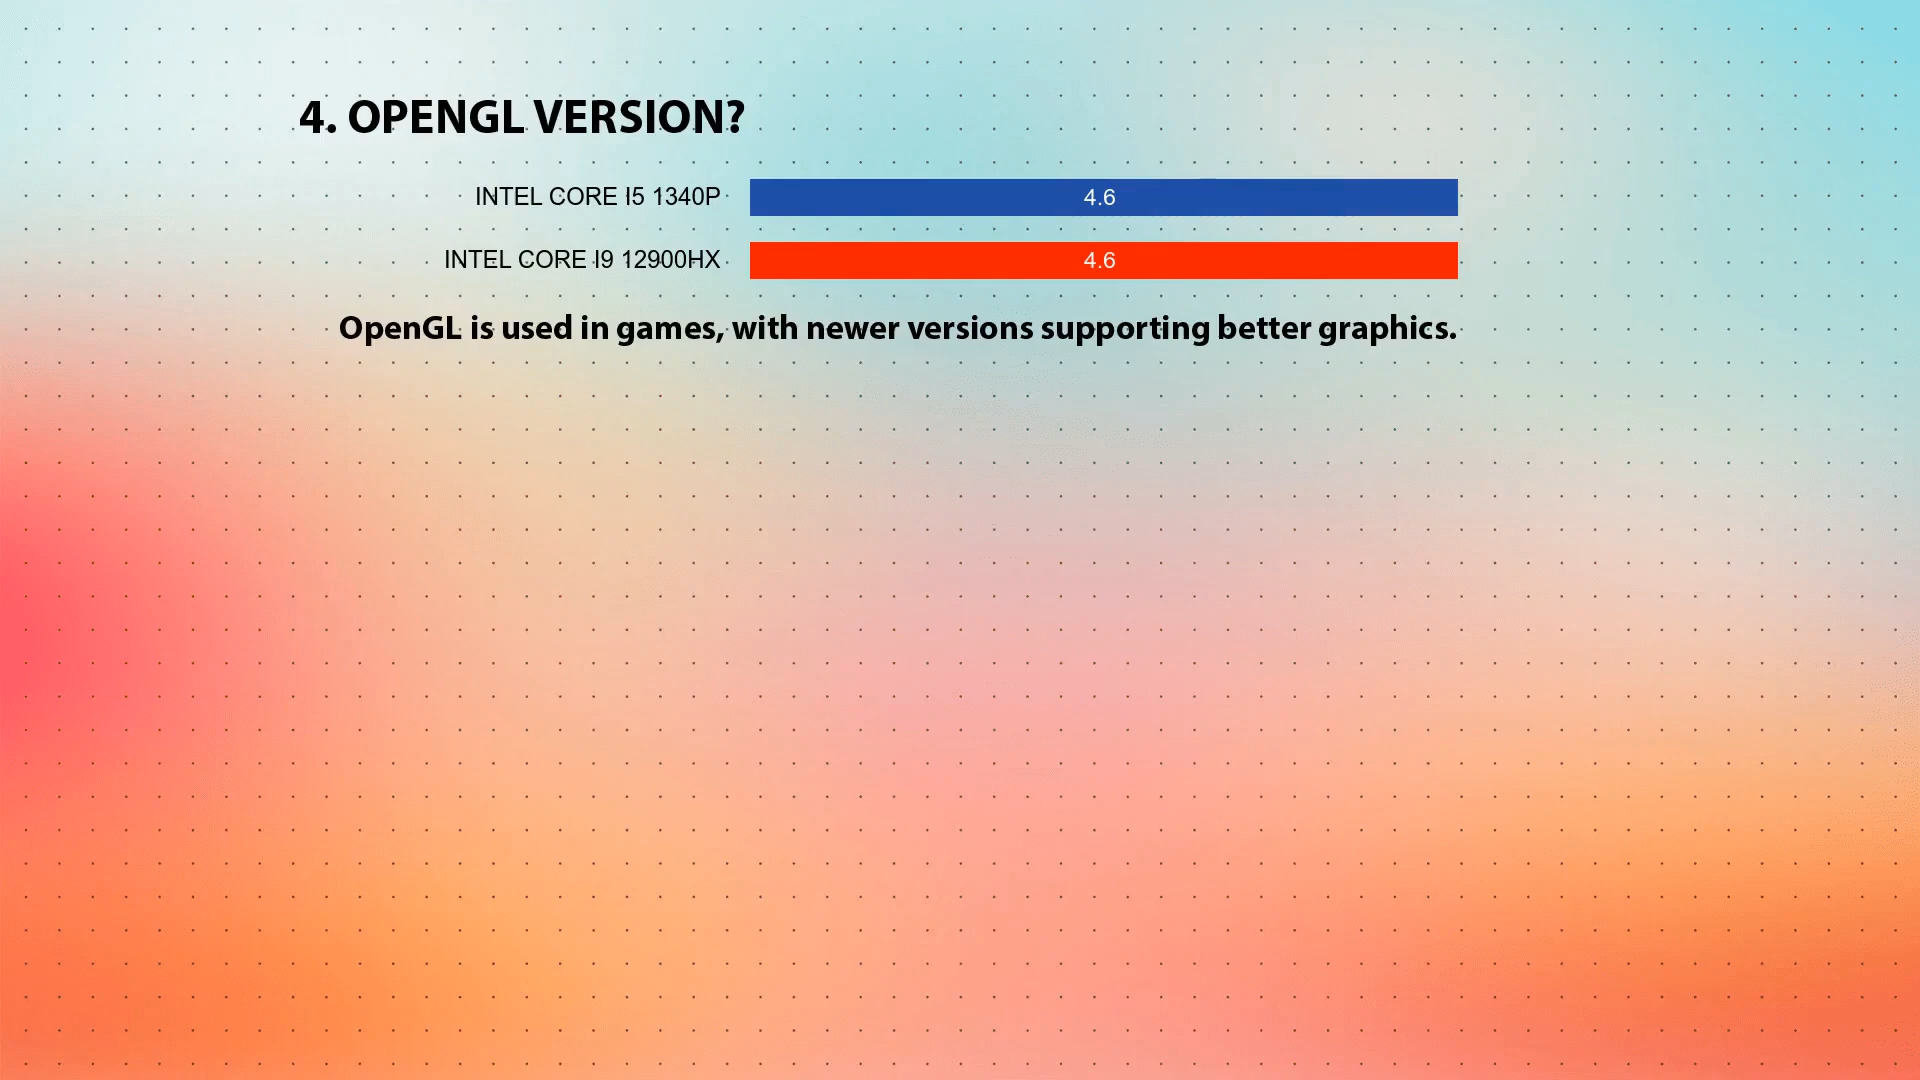 4. OPENGL VERSION?
INTEL CORE I5 1340P
4.6
INTEL CORE I9 12900HX
4.6
OpenGL is used in games, with newer versions supporting better graphics.